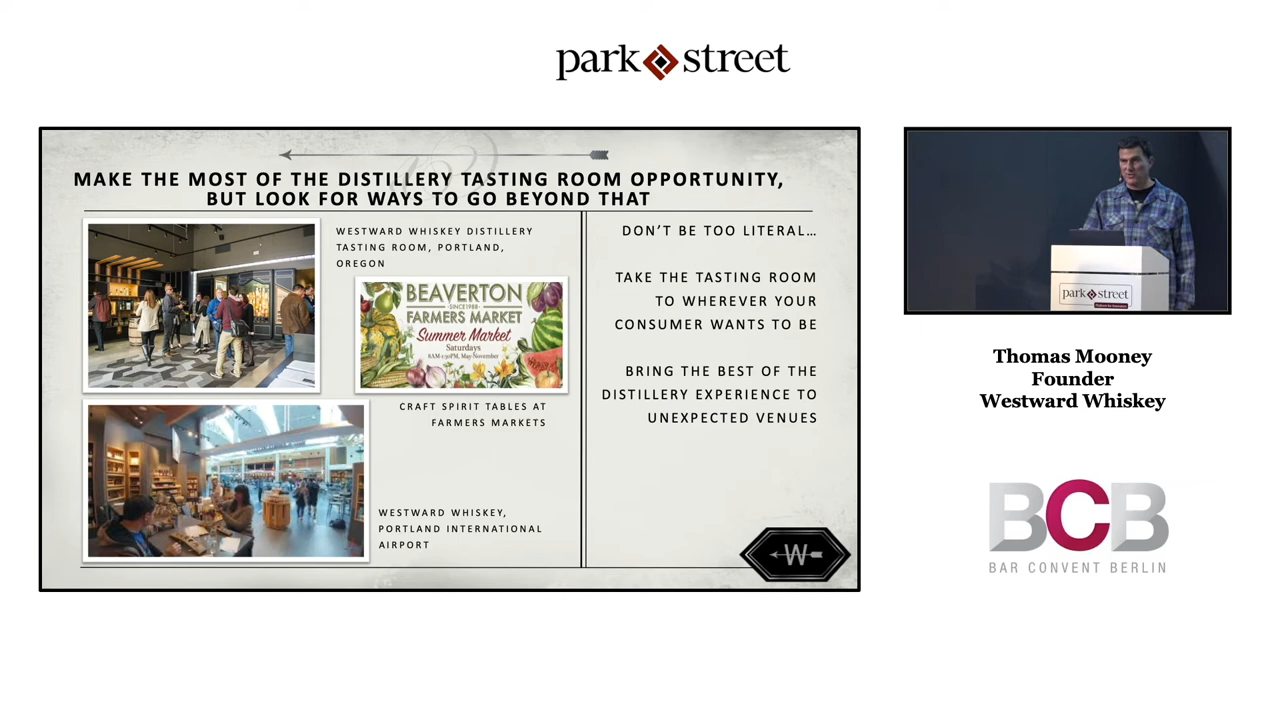 park street
MAKE THE MOST OF THE DISTILLERY TASTING ROOM OPPORTUNITY,
BUT LOOK FOR WAYS TO GO BEYOND THAT
WESTWARD WHISKEY DISTILLERY
TASTING ROOM, PORTLAND,
OREGON
BEAVERTON
·SINCE 1988·
FARMERS MARKET
Summer Market
Saturdays
8AM-1:30PM, May-November
CRAFT SPIRIT TABLES AT
FARMERS MARKETS
WESTWARD WHISKEY,
PORTLAND INTERNATIONAL
AIRPORT
DON'T BE TOO LITERAL…
TAKE THE TASTING ROOM
TO WHEREVER YOUR
CONSUMER WANTS TO BE
BRING THE BEST OF THE
DISTILLERY EXPERIENCE TO
UNEXPECTED VENUES
W
park street
Thomas Mooney
Founder
Westward Whiskey
BCB
BAR CONVENT BERLIN